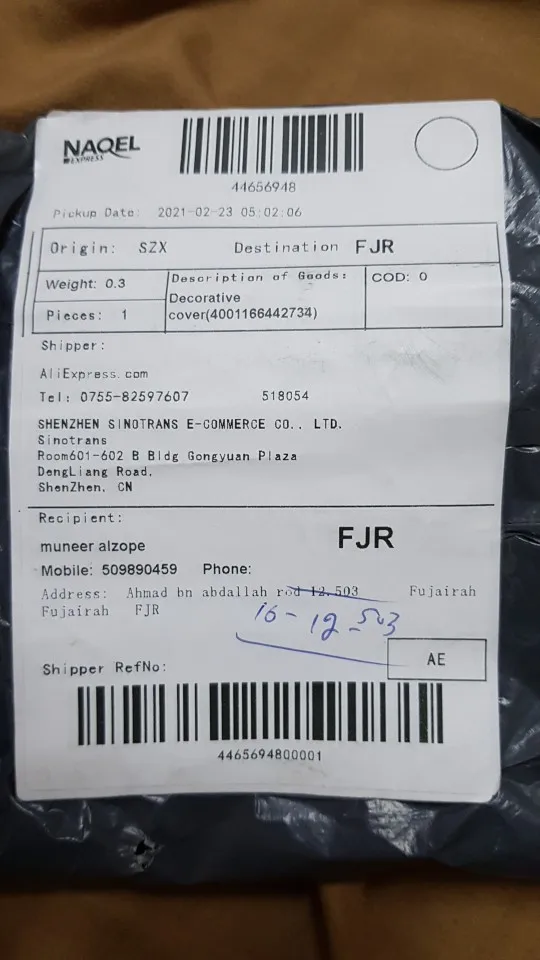 NAQEL
EXPRESS
44656948
Pickup Date: 2021-02-23 05:02:06
Origin: SZX Destination FJR
Weight: 0.3 Description of Goods: COD: 0
Decorative
Pieces: 1 cover(4001166442734)
Shipper:
AliExpress.com
Tel: 0755-82597607 518054
SHENZHEN SINOTRANS E-COMMERCE CO., LTD.
Sinotrans
Room601-602 B Bldg Gongyuan Plaza
DengLiang Road.
ShenZhen, CN
Recipient:
FJR
muneer alzope
Mobile: 509890459 Phone:
Address: Ahmad bn abdallah rod 12.503 Fujairah
Fujairah FJR
16-12-503
AE
Shipper RefNo:
4465694800001